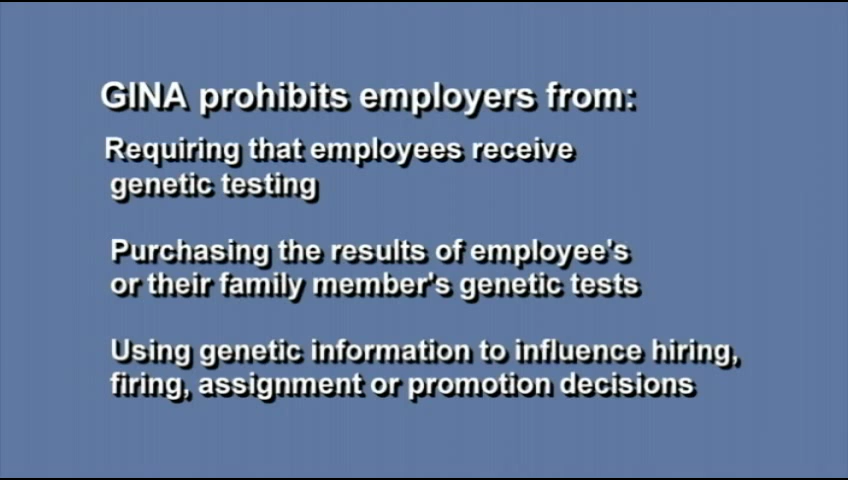 GINA prohibits employers from:
Requiring that employees receive
genetic testing
Purchasing the results of employee's
or their family member's genetic tests
Using genetic information to influence hiring,
firing, assignment or promotion decisions